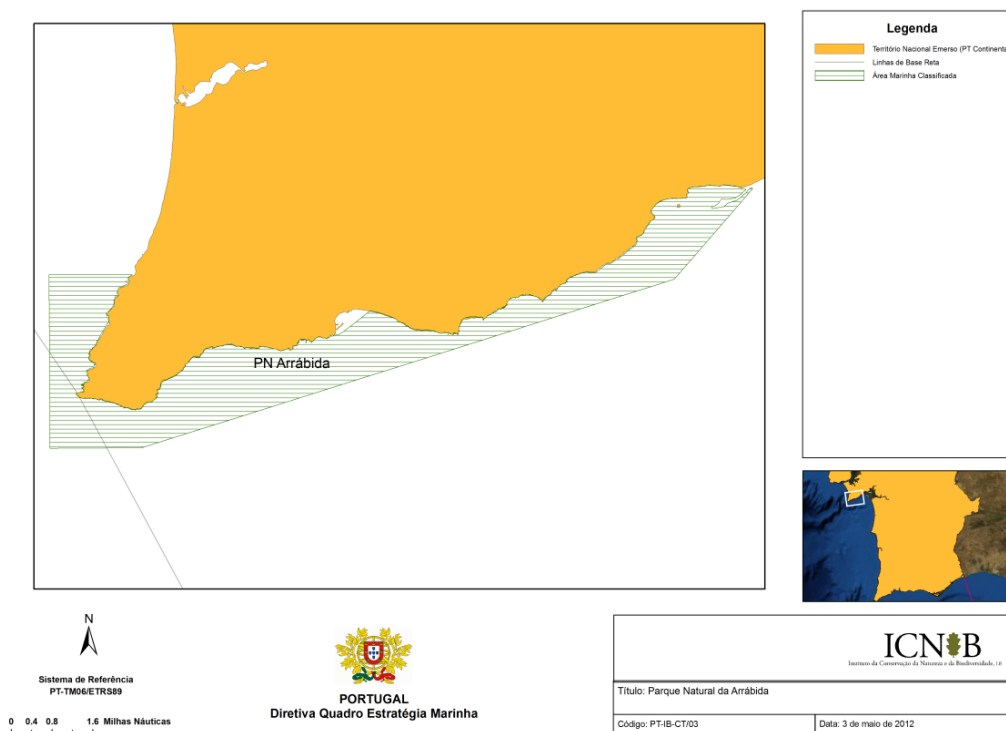 Legenda
Território Nacional Emerso (PT Continenta
Linhas de Base Reta
Área Marinha Classificada
PN Arrábida
N
Sistema de Referência
PT-TM06/ETRS89
0 0.4 0.8 1.6 Milhas Náuticas
PORTUGAL
Diretiva Quadro Estratégia Marinha
ICNB
Instituto da Conservação da Natureza e da Biodiversidade, I.P.
Título: Parque Natural da Arrábida
Código: PT-IB-CT/03
Data: 3 de maio de 2012